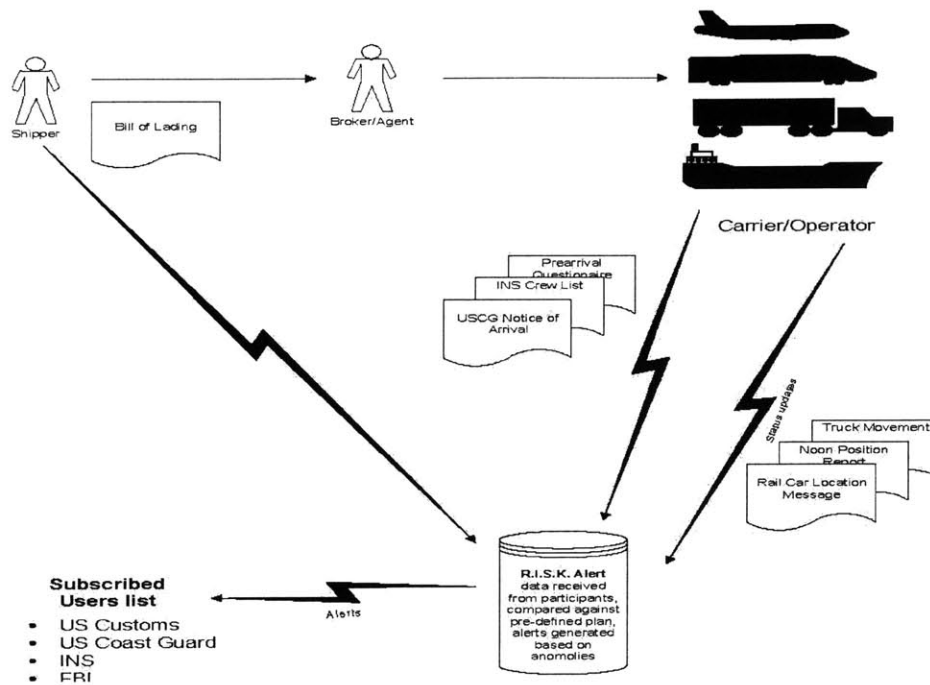 Shipper
Bill of Lading
Broker/Agent
Carrier/Operator
Prearrival
Questionaire
INS Crew List
USCG Notice of
Arrival
Status updates
Truck Movement
Noon Position
Report
Rail Car Location
Message
R.I.S.K. Alert
data received
from participants,
compared against
pre-defined plan,
alerts generated
based on
anomolies
Alerts
Subscribed
Users list
• US Customs
• US Coast Guard
• INS
• FBI